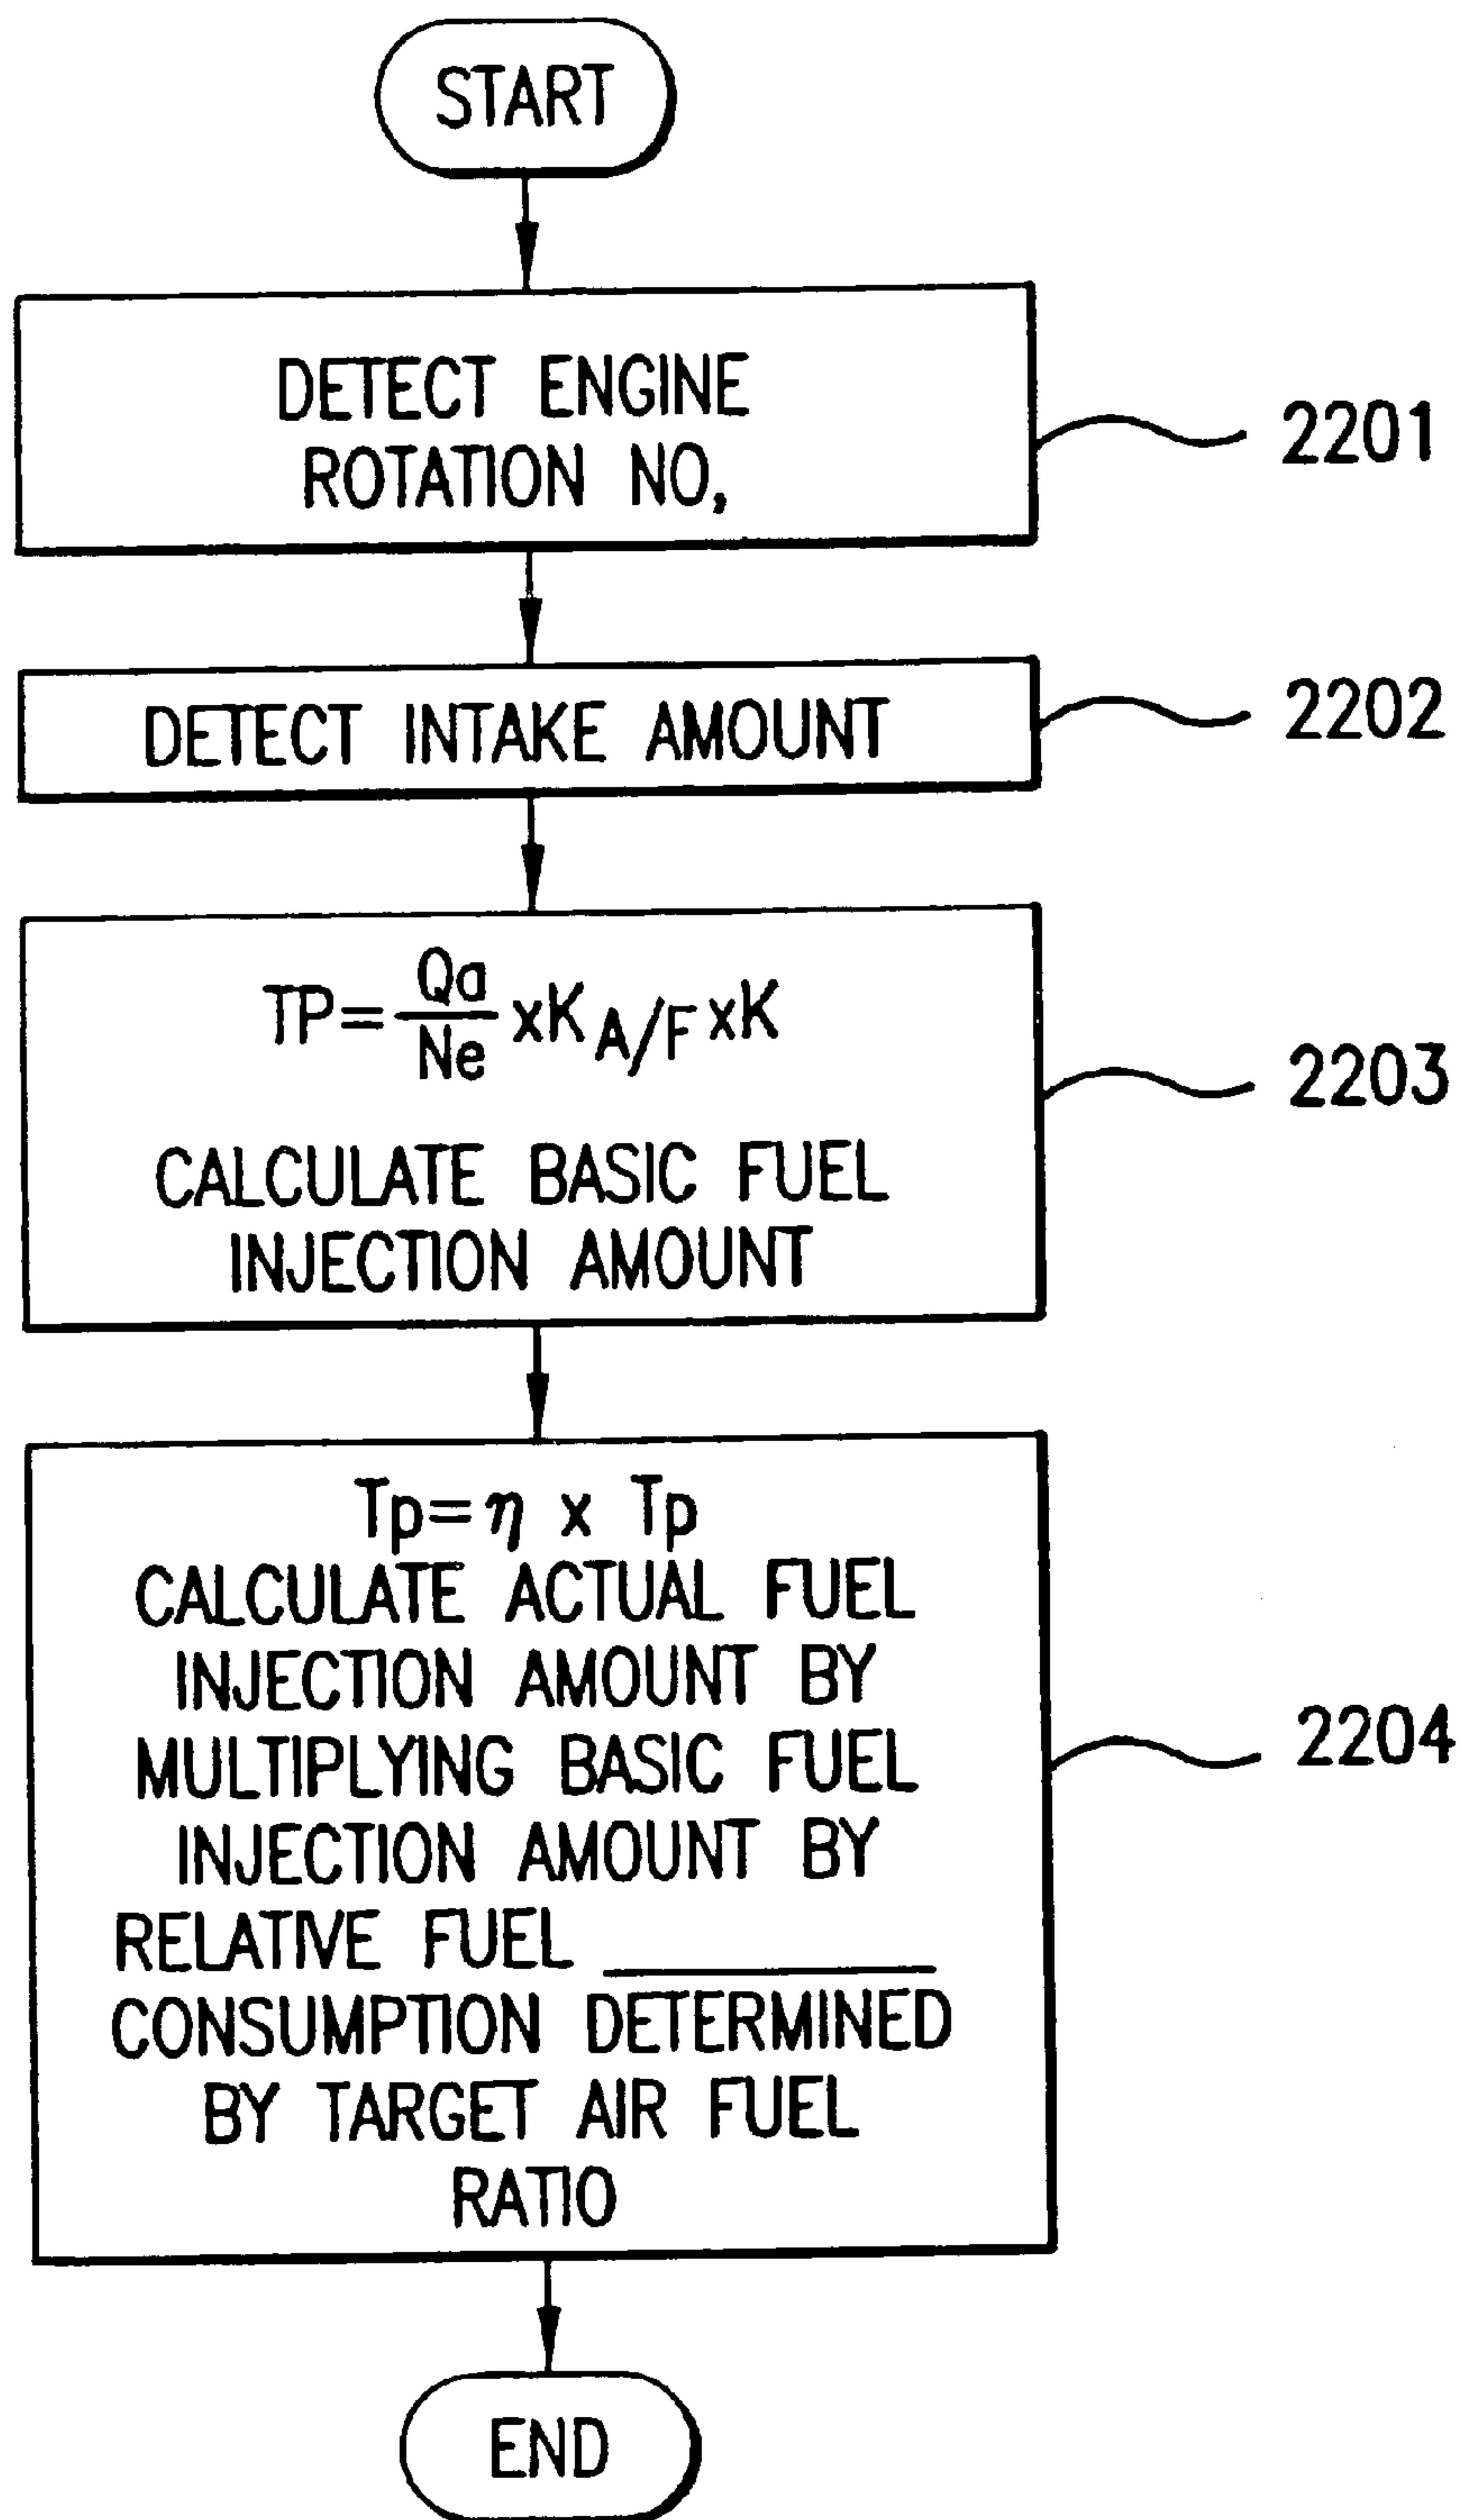 START
DETECT ENGINE
ROTATION NO,
2201
DETECT INTAKE AMOUNT
2202
TP=Qa/Ne xK A/F xK
CALCULATE BASIC FUEL
INJECTION AMOUNT
2203
Tp=η x Tp
CALCULATE ACTUAL FUEL
INJECTION AMOUNT BY
MULTIPLYING BASIC FUEL
INJECTION AMOUNT BY
RELATIVE FUEL
CONSUMPTION DETERMINED
BY TARGET AIR FUEL
RATIO
2204
END